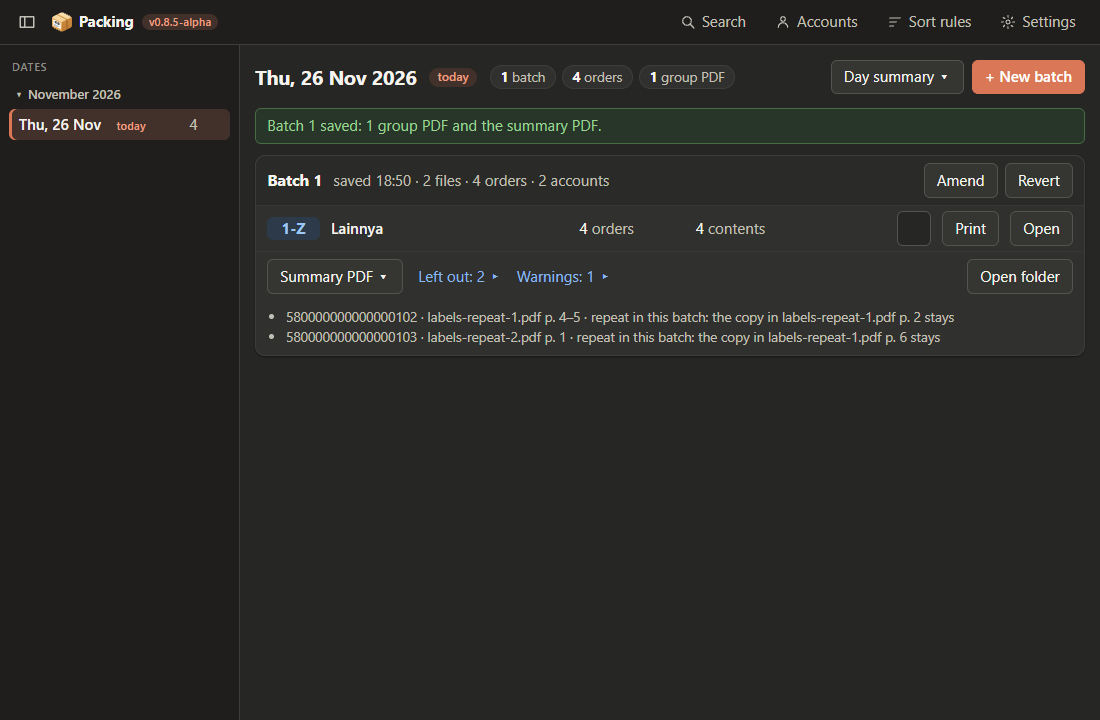 Packing v0.8.5-alpha Search Accounts Sort rules Settings
DATES
November 2026
Thu, 26 Nov today 4
Thu, 26 Nov 2026 today 1 batch 4 orders 1 group PDF Day summary + New batch
Batch 1 saved: 1 group PDF and the summary PDF.
Batch 1 saved 18:50 · 2 files · 4 orders · 2 accounts Amend Revert
1-Z Lainnya 4 orders 4 contents Print Open
Summary PDF Left out: 2 Warnings: 1 Open folder
580000000000000102 · labels-repeat-1.pdf p. 4–5 · repeat in this batch: the copy in labels-repeat-1.pdf p. 2 stays
580000000000000103 · labels-repeat-2.pdf p. 1 · repeat in this batch: the copy in labels-repeat-1.pdf p. 6 stays